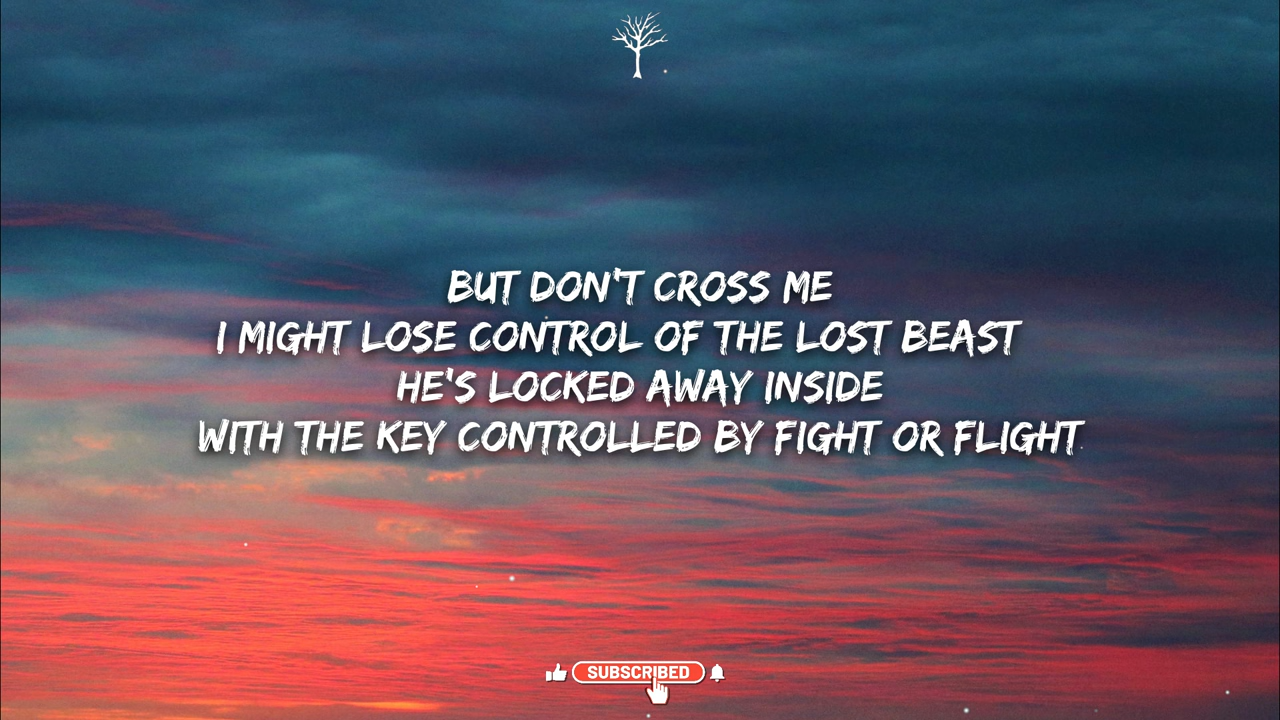 BUT DON'T CROSS ME
I MIGHT LOSE CONTROL OF THE LOST BEAST
HE'S LOCKED AWAY INSIDE
WITH THE KEY CONTROLLED BY FIGHT OR FLIGHT
SUBSCRIBED